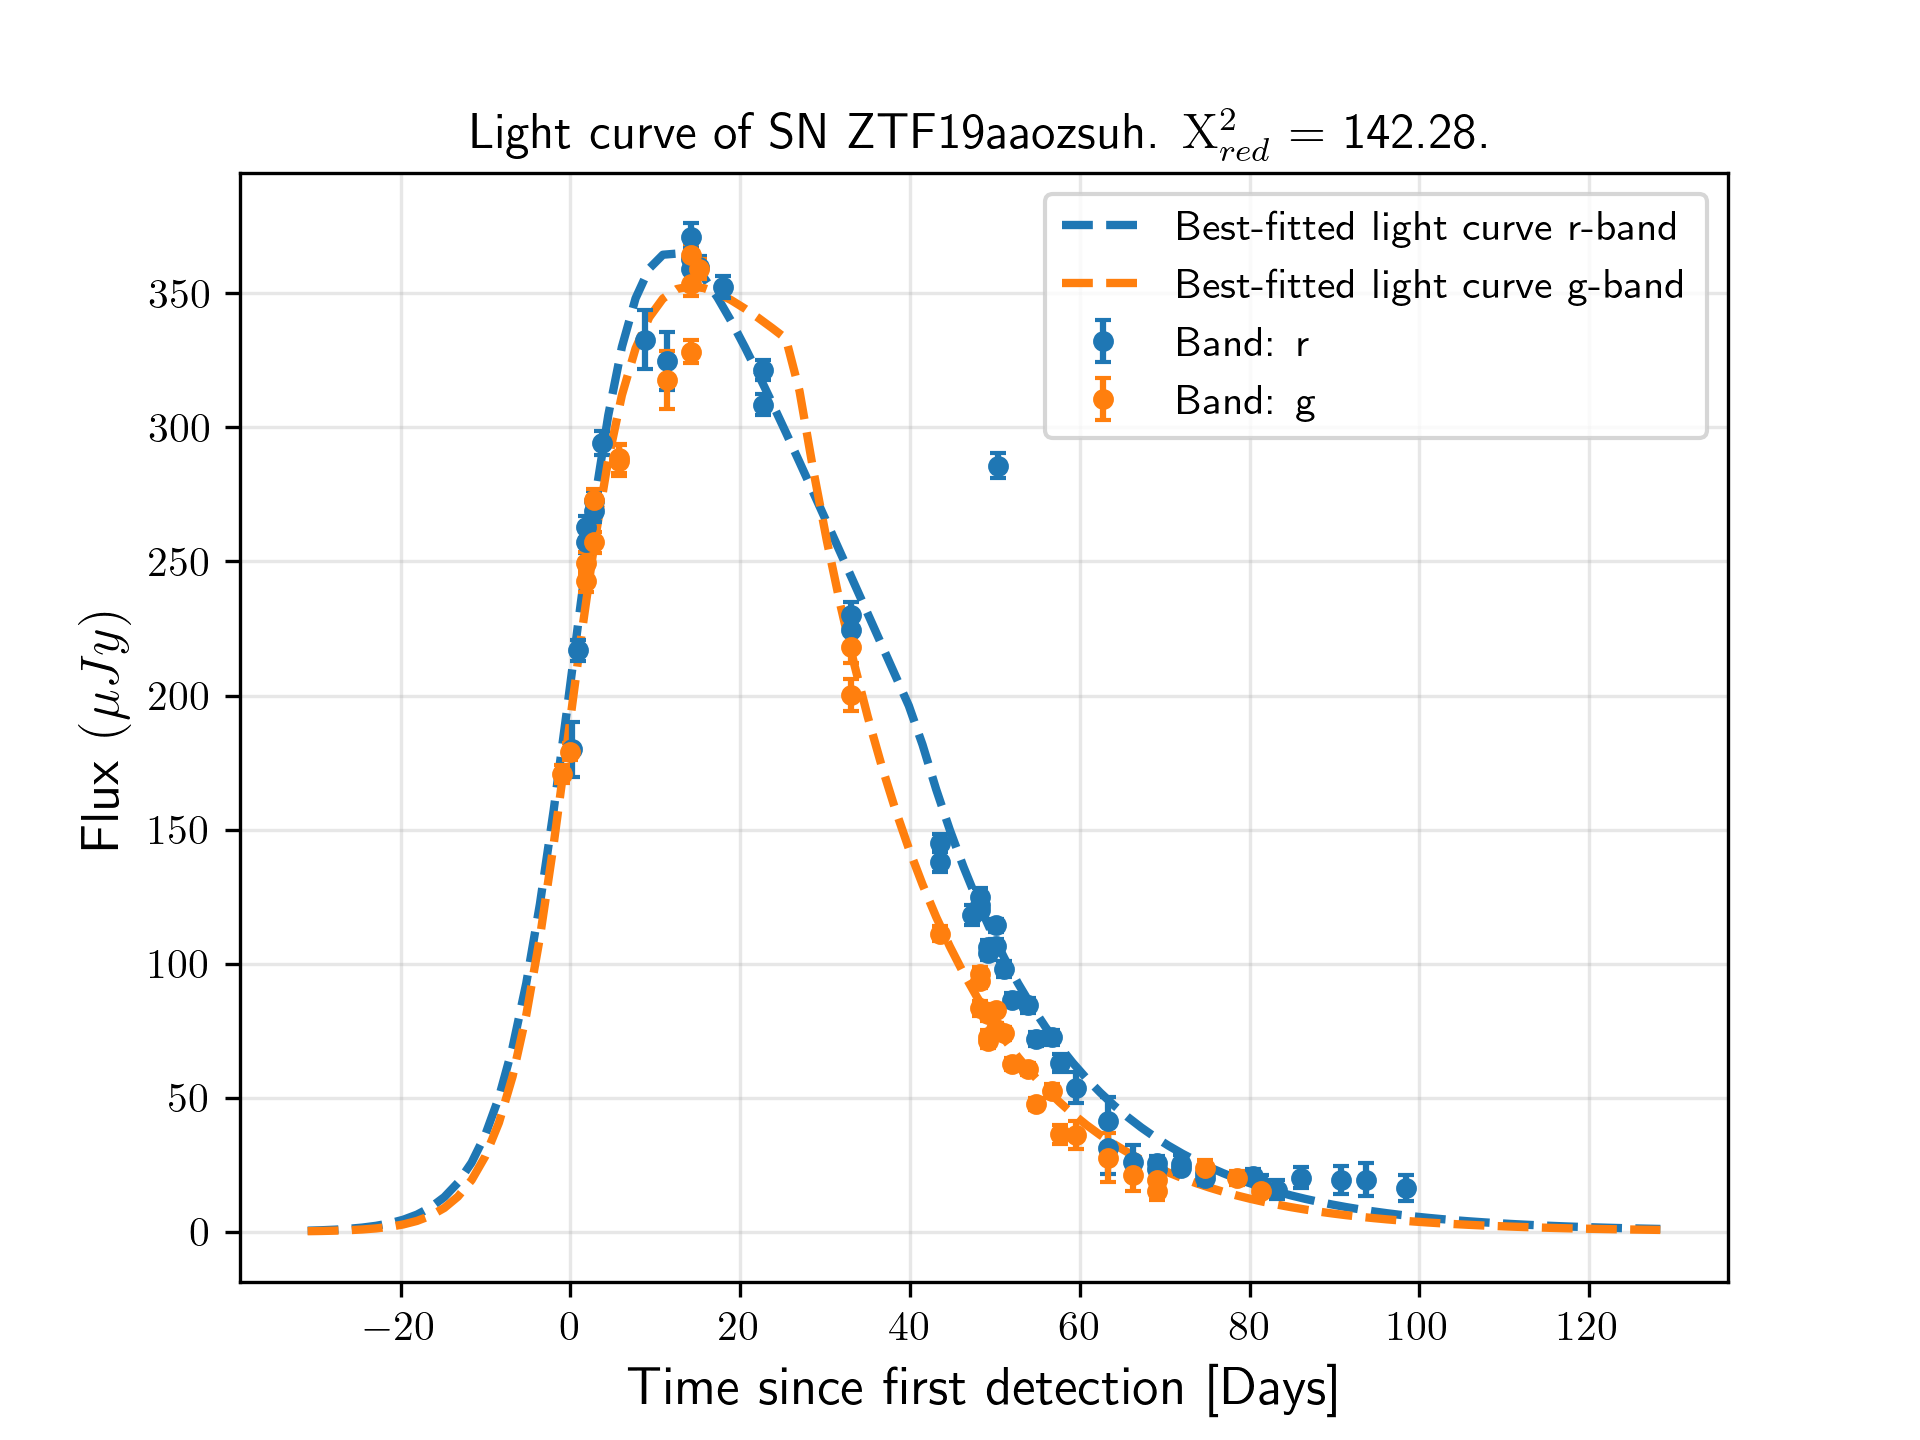 Light curve of SN ZTF19aaozsuh. X²_red = 142.28.
Best-fitted light curve r-band
Best-fitted light curve g-band
Band: r
Band: g
Flux (μJy)
350
300
250
200
150
100
50
0
−20 0 20 40 60 80 100 120
Time since first detection [Days]